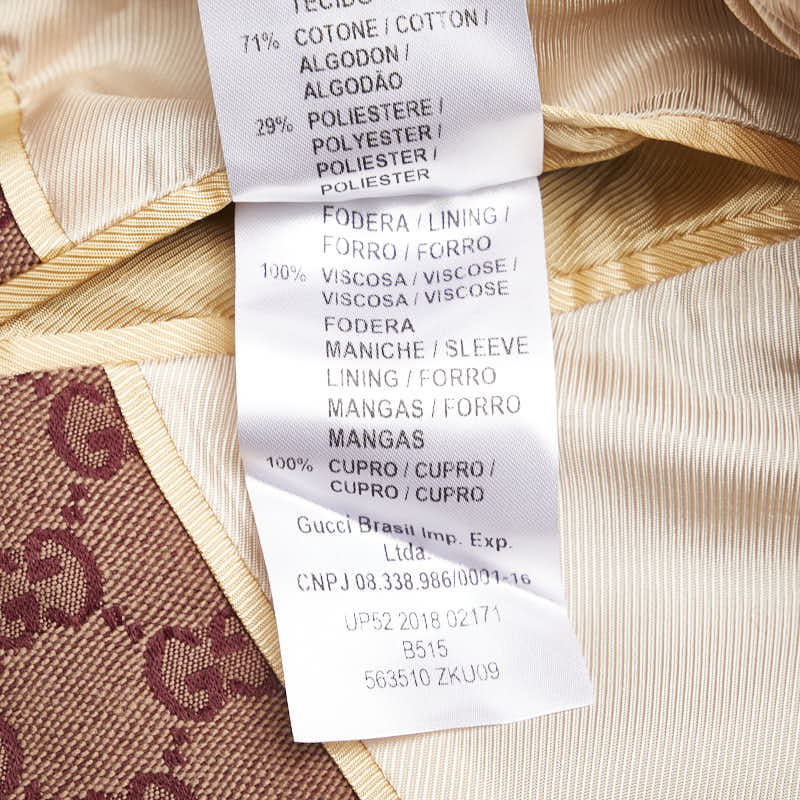 TECIDO
71% COTONE / COTTON /
ALGODON /
ALGODÃO
29% POLIESTERE /
POLYESTER /
POLIESTER /
POLIESTER
FODERA / LINING /
FORRO / FORRO
100% VISCOSA / VISCOSE /
VISCOSA / VISCOSE
FODERA
MANICHE / SLEEVE
LINING / FORRO
MANGAS / FORRO
MANGAS
100% CUPRO / CUPRO /
CUPRO / CUPRO
Gucci Brasil Imp. Exp.
Ltda.
CNPJ 08.338.986/0001-16
UP52 2018 02171
B515
563510 ZKU09